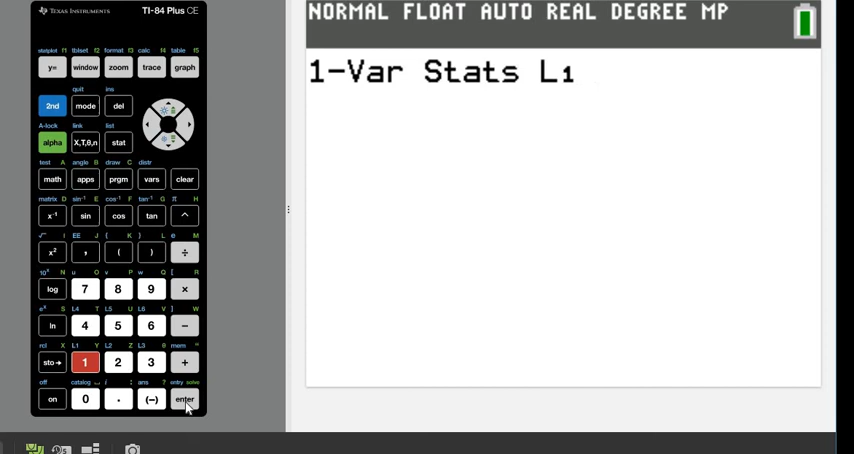 TEXAS INSTRUMENTS TI-84 Plus CE
NORMAL FLOAT AUTO REAL DEGREE MP
1-Var Stats L1
statplot f1 tblset f2 format f3 calc f4 table f5
y= window zoom trace graph
quit ins
2nd mode del
A-lock link list
alpha X,T,θ,n stat
test A angle B draw C distr
math apps prgm vars clear
matrix D sin⁻¹ E cos⁻¹ F tan⁻¹ G π H
x⁻¹ sin cos tan ^
√ I EE J { K } L e M
x² , ( ) ÷
10ˣ N u O v P w Q [ R
log 7 8 9 ×
eˣ S L4 T L5 U L6 V ] W
ln 4 5 6 −
rcl X L1 Y L2 Z L3 θ mem "
sto→ 1 2 3 +
off catalog i : ans ? entry solve
on 0 . (−) enter